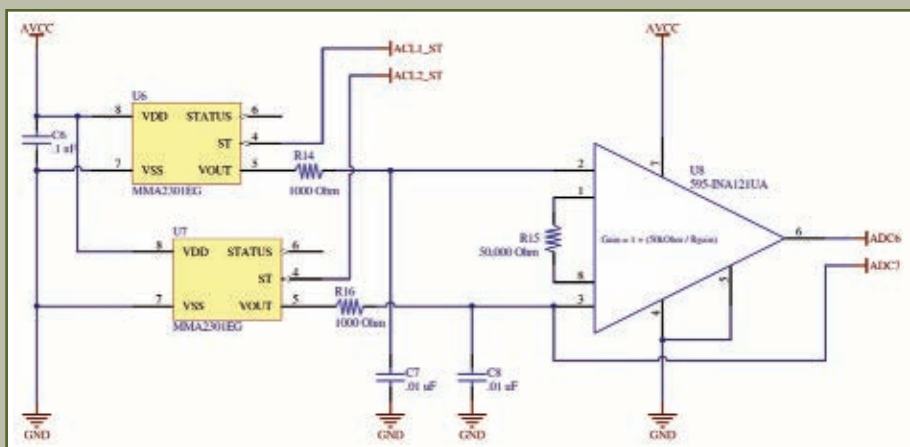 AVCC
AVCC
ACL1_ST
ACL2_ST
U6
8 VDD STATUS 6
ST 4
7 VSS VOUT 5
MMA2301EG
C6
.1 uF
R14
1000 Ohm
U7
8 VDD STATUS 6
ST 4
7 VSS VOUT 5
MMA2301EG
R16
1000 Ohm
2
1
R15
50,000 Ohm
8
3
7
U8
595-INA121UA
Gain = 1 + (50kOhm / Rgain)
6
5
4
ADC6
ADC7
C7
.01 uF
C8
.01 uF
GND
GND
GND
GND